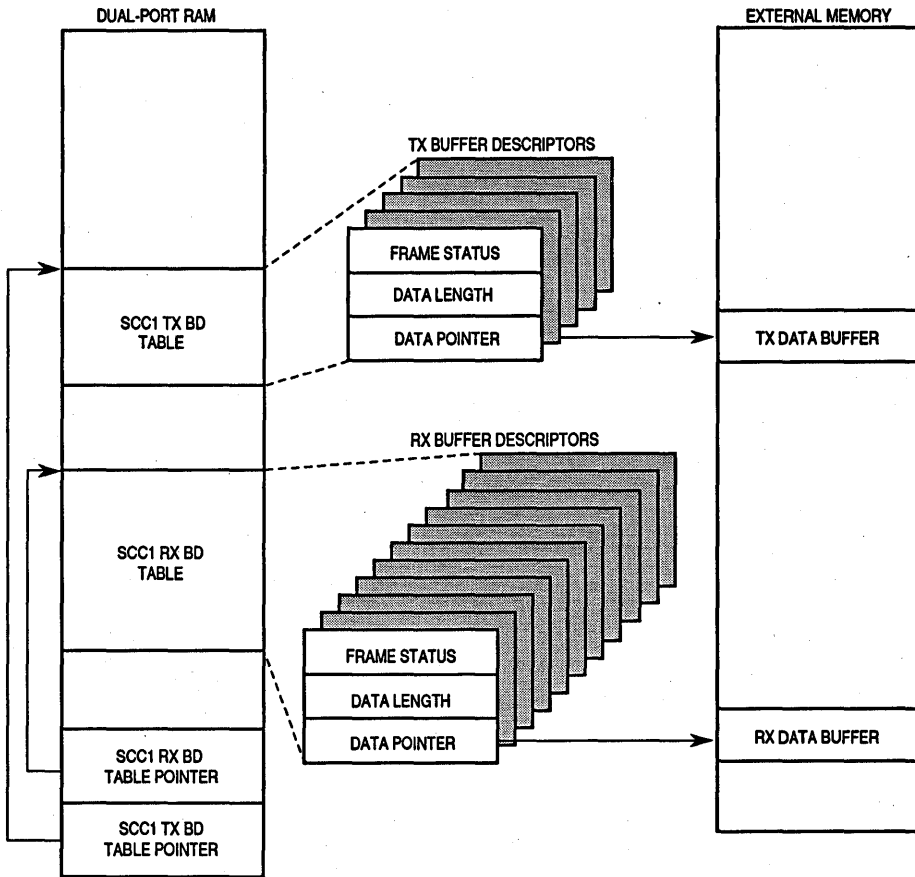 DUAL-PORT RAM
EXTERNAL MEMORY
TX BUFFER DESCRIPTORS
FRAME STATUS
DATA LENGTH
DATA POINTER
SCC1 TX BD
TABLE
TX DATA BUFFER
RX BUFFER DESCRIPTORS
SCC1 RX BD
TABLE
FRAME STATUS
DATA LENGTH
DATA POINTER
RX DATA BUFFER
SCC1 RX BD
TABLE POINTER
SCC1 TX BD
TABLE POINTER